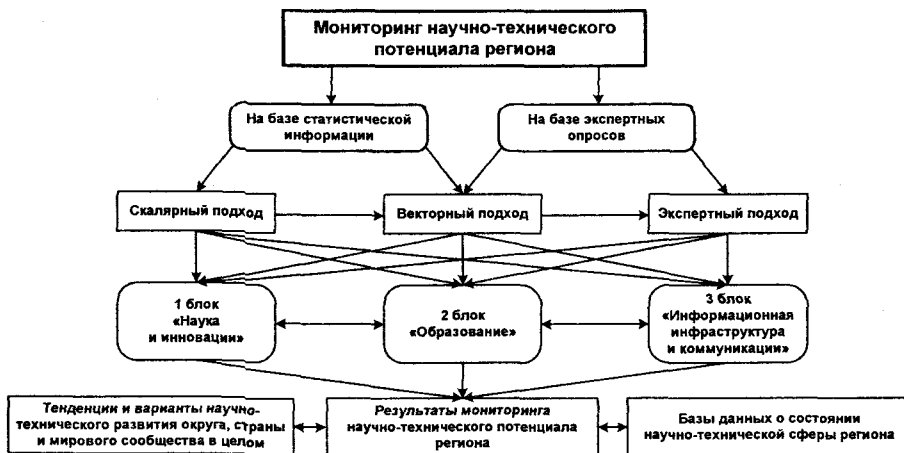 Мониторинг научно-технического
потенциала региона
На базе статистической
информации
На базе экспертных
опросов
Скалярный подход
Векторный подход
Экспертный подход
1 блок
«Наука
и инновации»
2 блок
«Образование»
3 блок
«Информационная
инфраструктура
и коммуникации»
Тенденции и варианты научно-
технического развития округа, страны
и мирового сообщества в целом
Результаты мониторинга
научно-технического потенциала
региона
Базы данных о состоянии
научно-технической сферы региона